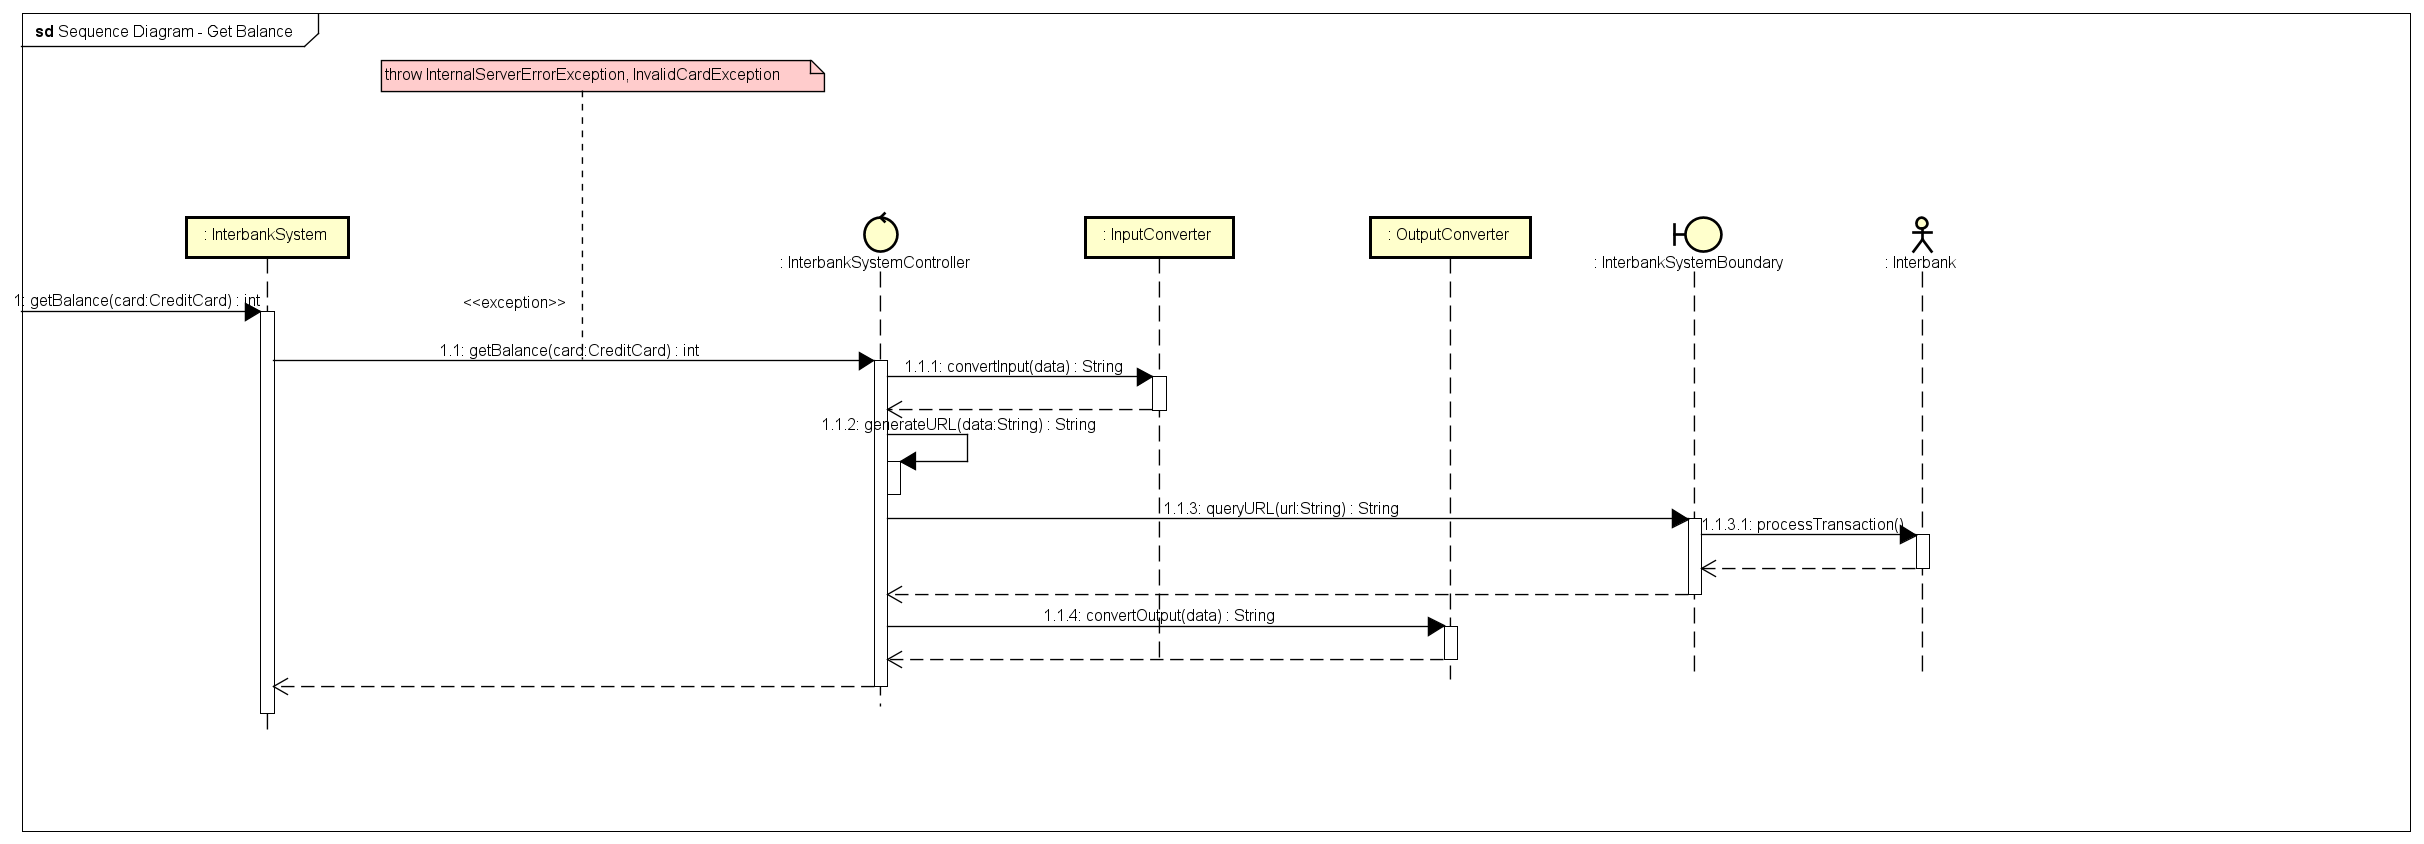 sd Sequence Diagram - Get Balance
throw InternalServerErrorException, InvalidCardException
: InterbankSystem
: InterbankSystemController
: InputConverter
: OutputConverter
: InterbankSystemBoundary
: Interbank
1: getBalance(card:CreditCard) : int
<<exception>>
1.1: getBalance(card:CreditCard) : int
1.1.1: convertInput(data) : String
1.1.2: generateURL(data:String) : String
1.1.3: queryURL(url:String) : String
1.1.3.1: processTransaction()
1.1.4: convertOutput(data) : String